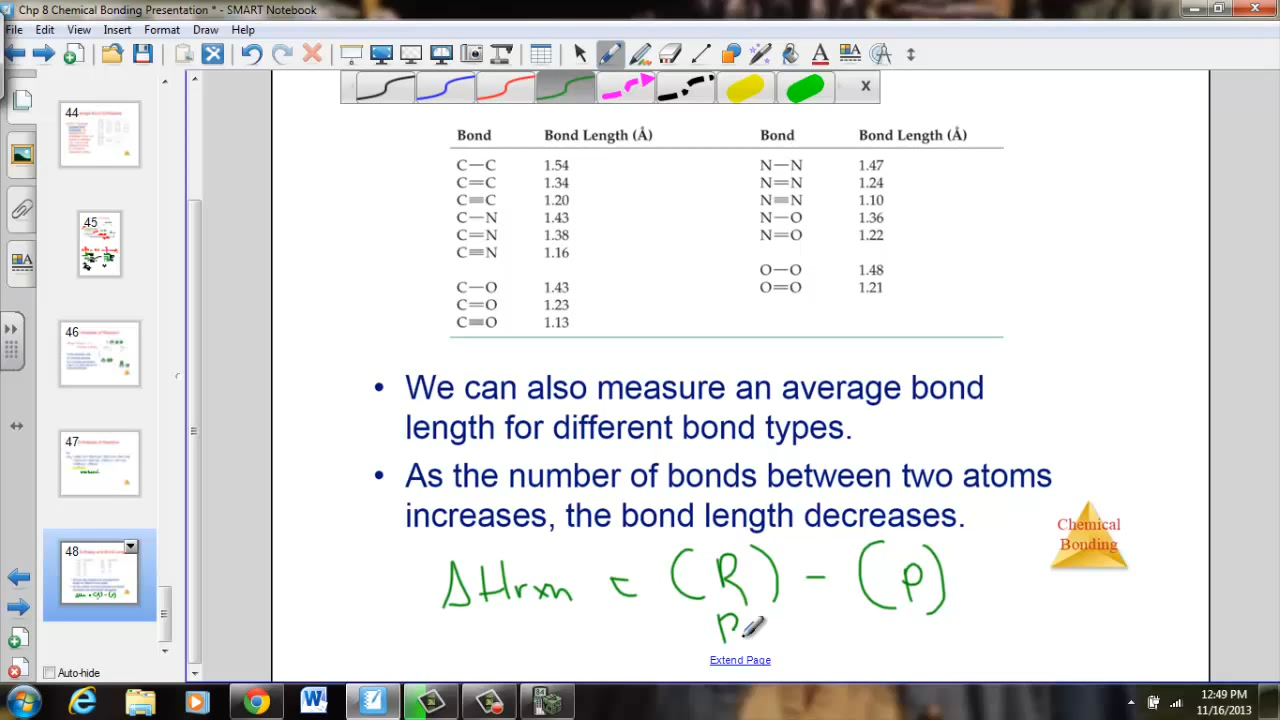 Chp 8 Chemical Bonding Presentation * - SMART Notebook
File Edit View Insert Format Draw Help
44
45
46
47
48
Auto-hide
Bond Bond Length (Å) Bond Bond Length (Å)
C—C 1.54 N—N 1.47
C=C 1.34 N=N 1.24
C≡C 1.20 N≡N 1.10
C—N 1.43 N—O 1.36
C=N 1.38 N=O 1.22
C≡N 1.16
O—O 1.48
C—O 1.43 O=O 1.21
C=O 1.23
C≡O 1.13
• We can also measure an average bond
length for different bond types.
• As the number of bonds between two atoms
increases, the bond length decreases.
Chemical
Bonding
ΔHrxn = (R) - (P)
Extend Page
12:49 PM
11/16/2013